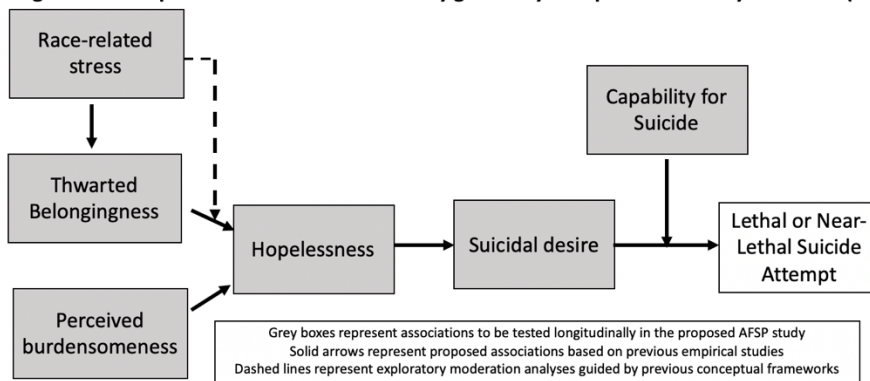 Race-related
stress
Capability for
Suicide
Thwarted
Belongingness
Hopelessness
Suicidal desire
Lethal or Near-
Lethal Suicide
Attempt
Perceived
burdensomeness
Grey boxes represent associations to be tested longitudinally in the proposed AFSP study
Solid arrows represent proposed associations based on previous empirical studies
Dashed lines represent exploratory moderation analyses guided by previous conceptual frameworks